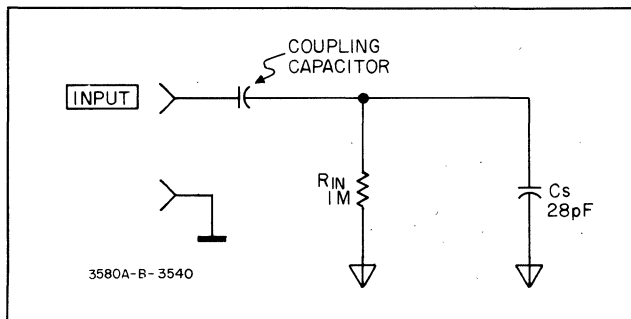 COUPLING
CAPACITOR
INPUT
RIN
1M
Cs
28pF
3580A-B-3540